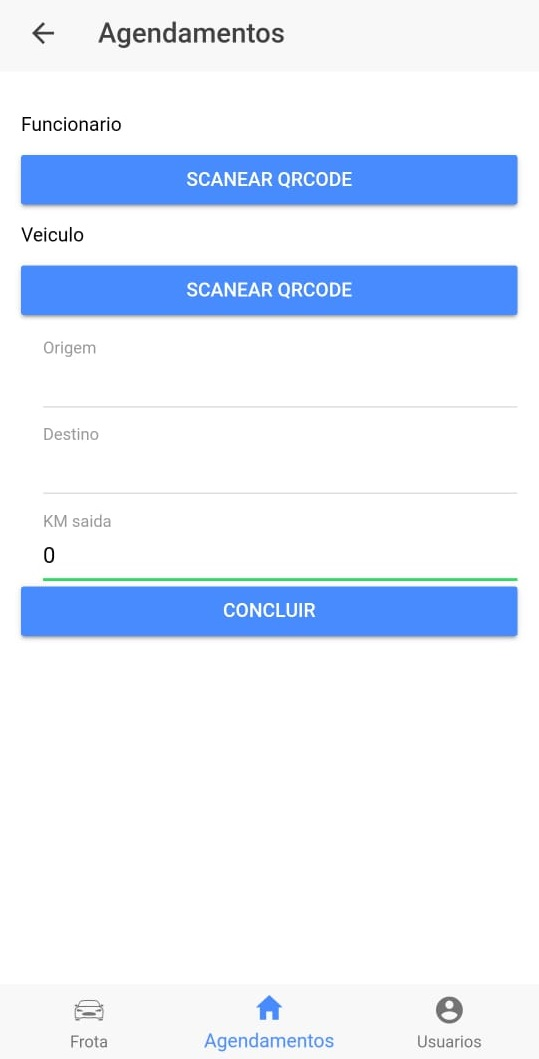 Agendamentos
Funcionario
SCANEAR QRCODE
Veiculo
SCANEAR QRCODE
Origem
Destino
KM saida
0
CONCLUIR
Frota
Agendamentos
Usuarios